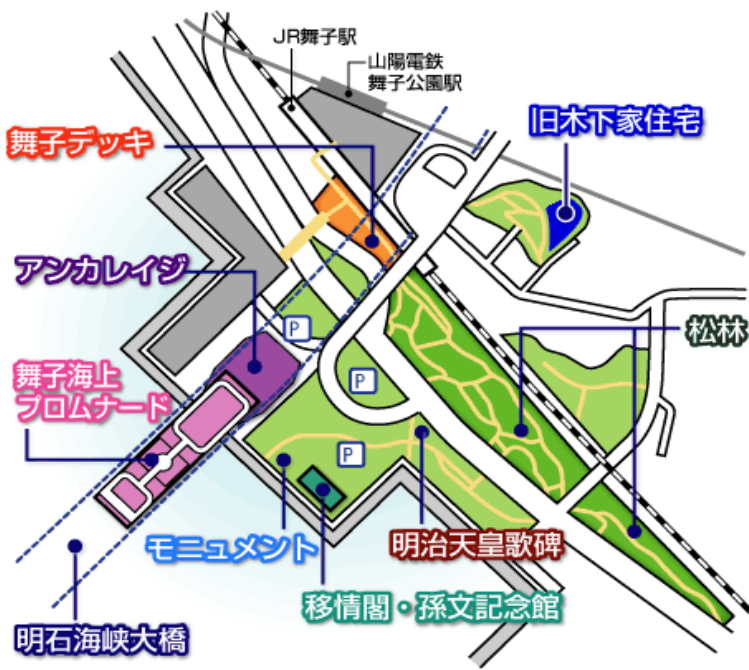 JR舞子駅
山陽電鉄
舞子公園駅
旧木下家住宅
舞子デッキ
アンカレイジ
P
松林
舞子海上
プロムナード
P
P
モニュメント
明治天皇歌碑
移情閣・孫文記念館
明石海峡大橋